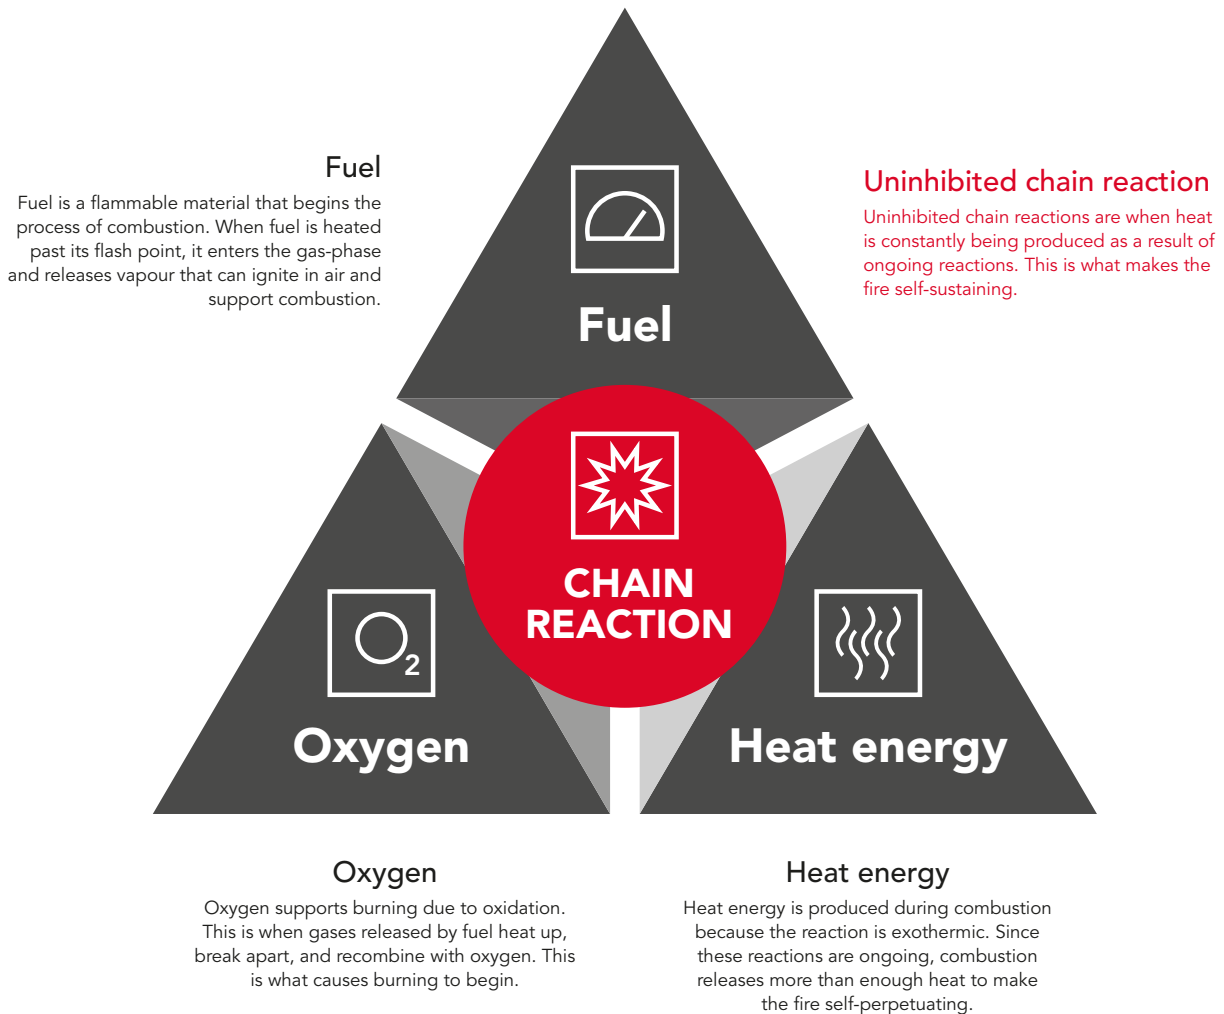 Fuel
Fuel is a flammable material that begins the
process of combustion. When fuel is heated
past its flash point, it enters the gas-phase
and releases vapour that can ignite in air and
support combustion.
Uninhibited chain reaction
Uninhibited chain reactions are when heat
is constantly being produced as a result of
ongoing reactions. This is what makes the
fire self-sustaining.
Fuel
CHAIN
REACTION
O2
Oxygen
Heat energy
Oxygen
Oxygen supports burning due to oxidation.
This is when gases released by fuel heat up,
break apart, and recombine with oxygen. This
is what causes burning to begin.
Heat energy
Heat energy is produced during combustion
because the reaction is exothermic. Since
these reactions are ongoing, combustion
releases more than enough heat to make
the fire self-perpetuating.